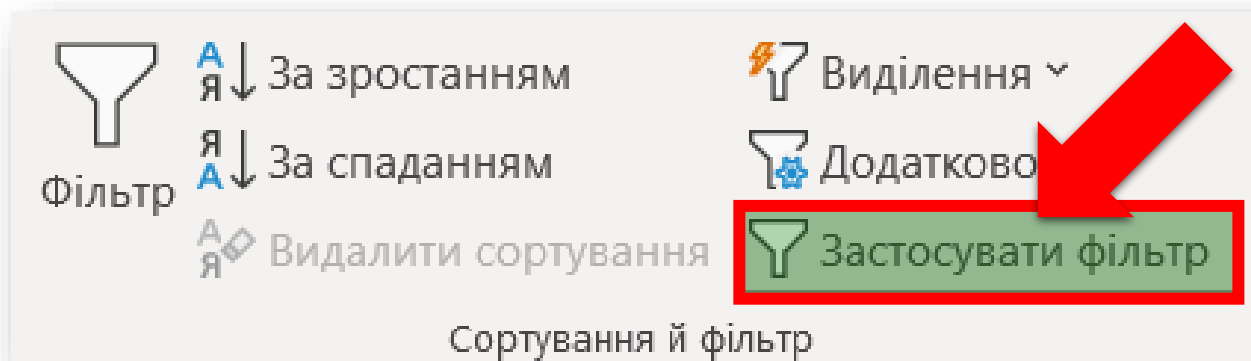 Фільтр
За зростанням
За спаданням
Видалити сортування
Виділення
Додатково
Застосувати фільтр
Сортування й фільтр